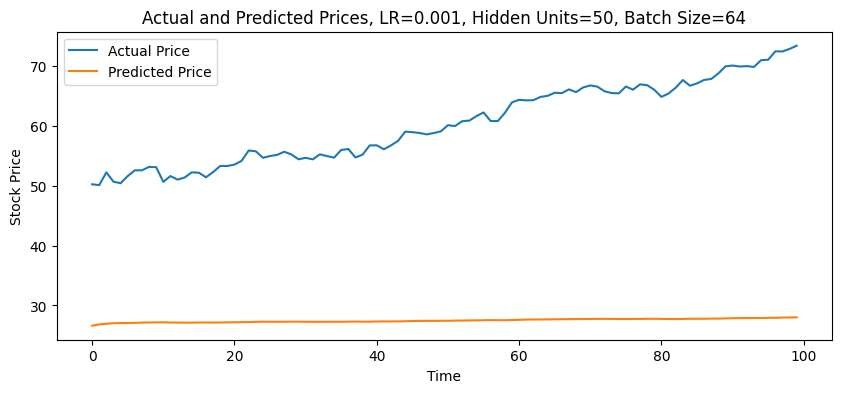 Actual and Predicted Prices, LR=0.001, Hidden Units=50, Batch Size=64
Actual Price
Predicted Price
Stock Price
70
60
50
40
30
0 20 40 60 80 100
Time